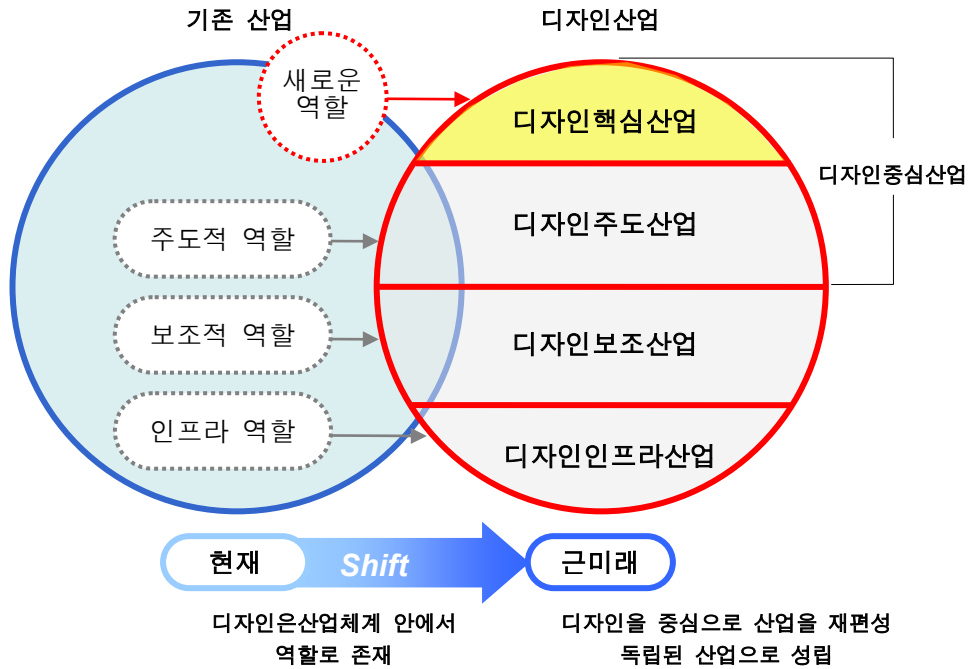 기존 산업
디자인산업
새로운
역할
디자인핵심산업
디자인중심산업
주도적 역할
디자인주도산업
보조적 역할
디자인보조산업
인프라 역할
디자인인프라산업
현재
Shift
근미래
디자인은산업체계 안에서
역할로 존재
디자인을 중심으로 산업을 재편성
독립된 산업으로 성립